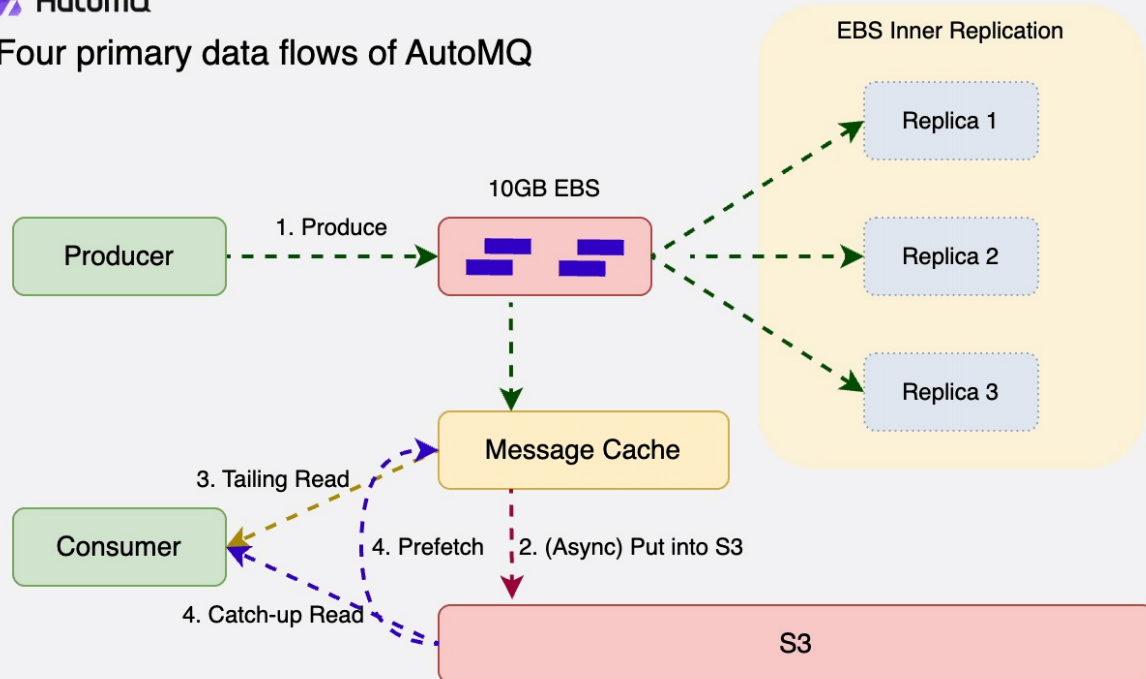 AutoMQ
Four primary data flows of AutoMQ
EBS Inner Replication
Replica 1
10GB EBS
Producer
1. Produce
Replica 2
Replica 3
Message Cache
3. Tailing Read
Consumer
4. Prefetch
2. (Async) Put into S3
4. Catch-up Read
S3